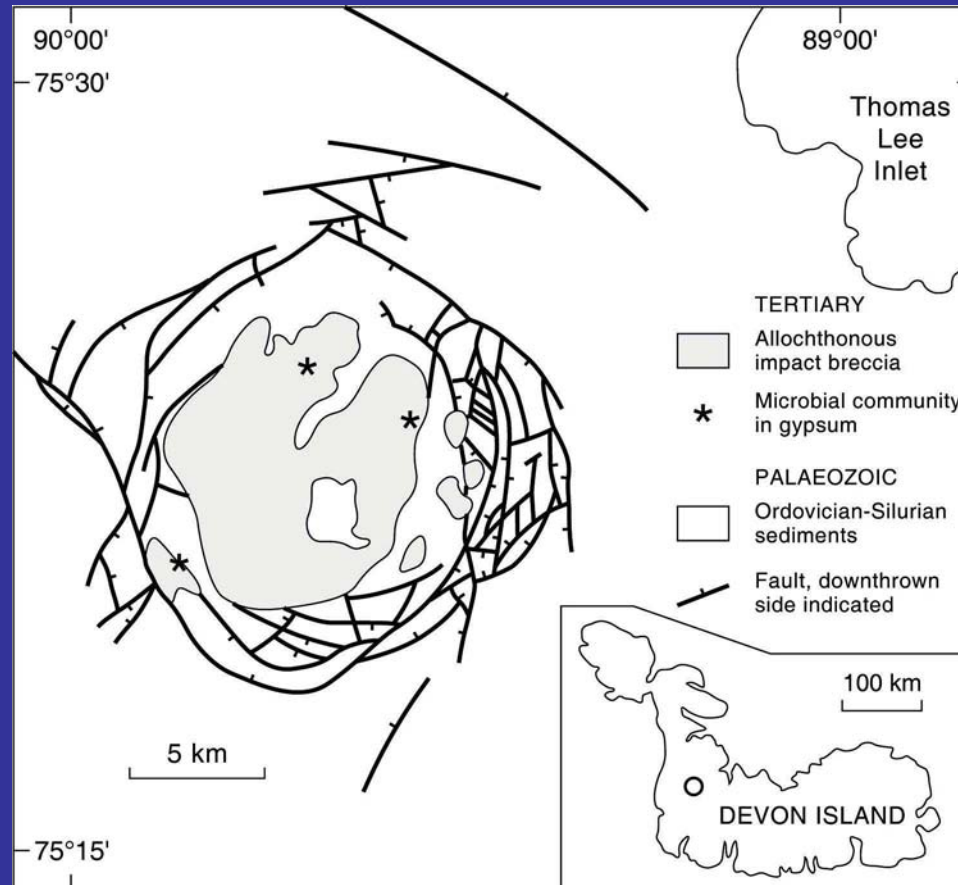 90°00'
89°00'
75°30'
Thomas
Lee
Inlet
TERTIARY
Allochthonous
impact breccia
*
Microbial community
in gypsum
PALAEOZOIC
Ordovician-Silurian
sediments
Fault, downthrown
side indicated
5 km
100 km
DEVON ISLAND
75°15'